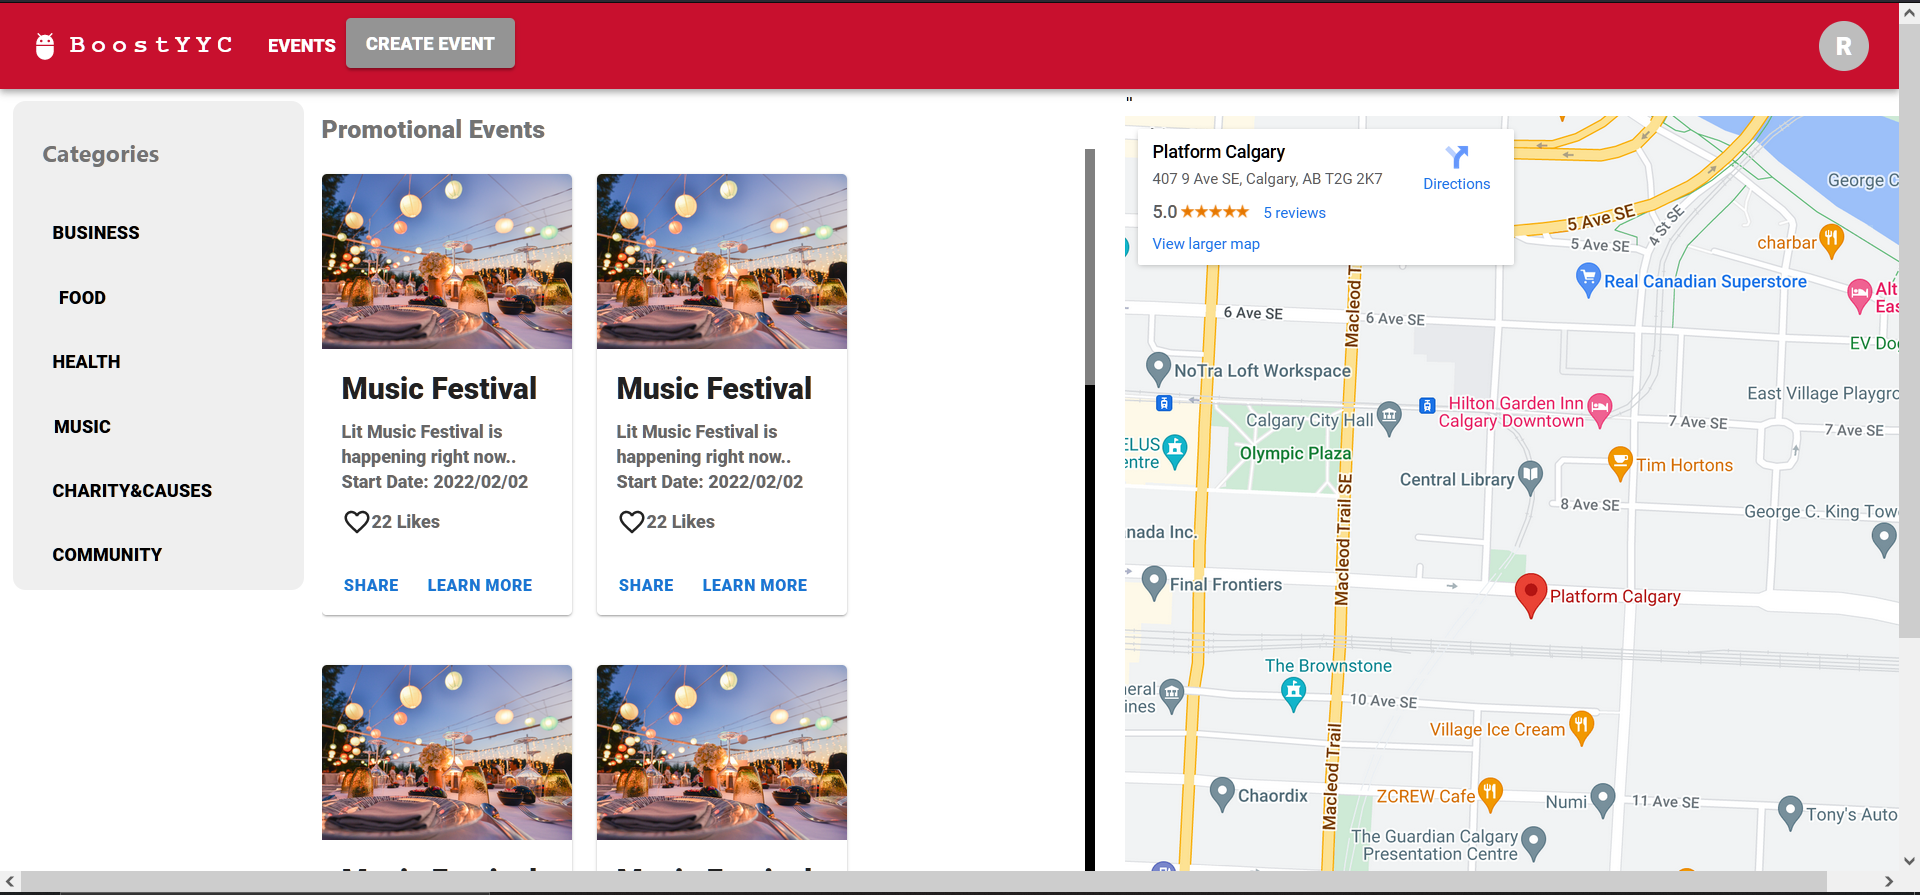 BoostYYC
EVENTS
CREATE EVENT
R
Categories
BUSINESS
FOOD
HEALTH
MUSIC
CHARITY&CAUSES
COMMUNITY
Promotional Events
Music Festival
Lit Music Festival is
happening right now..
Start Date: 2022/02/02
22 Likes
SHARE
LEARN MORE
Music Festival
Lit Music Festival is
happening right now..
Start Date: 2022/02/02
22 Likes
SHARE
LEARN MORE
"
Platform Calgary
407 9 Ave SE, Calgary, AB T2G 2K7
5.0
5 reviews
View larger map
Directions
George C
5 Ave SE
5 Ave SE
4 St SE
charbar
Real Canadian Superstore
Alt
Eas
6 Ave SE
6 Ave SE
Macleod T
EV Dog
NoTra Loft Workspace
East Village Playgro
Hilton Garden Inn
Calgary Downtown
Calgary City Hall
7 Ave SE
7 Ave SE
ELUS
entre
Olympic Plaza
Tim Hortons
Central Library
Macleod Trail SE
8 Ave SE
George C. King Tow
nada Inc.
Final Frontiers
Platform Calgary
The Brownstone
neral
ines
10 Ave SE
Village Ice Cream
Macleod Trail
Chaordix
ZCREW Cafe
Numi
11 Ave SE
Tony's Auto
The Guardian Calgary
Presentation Centre